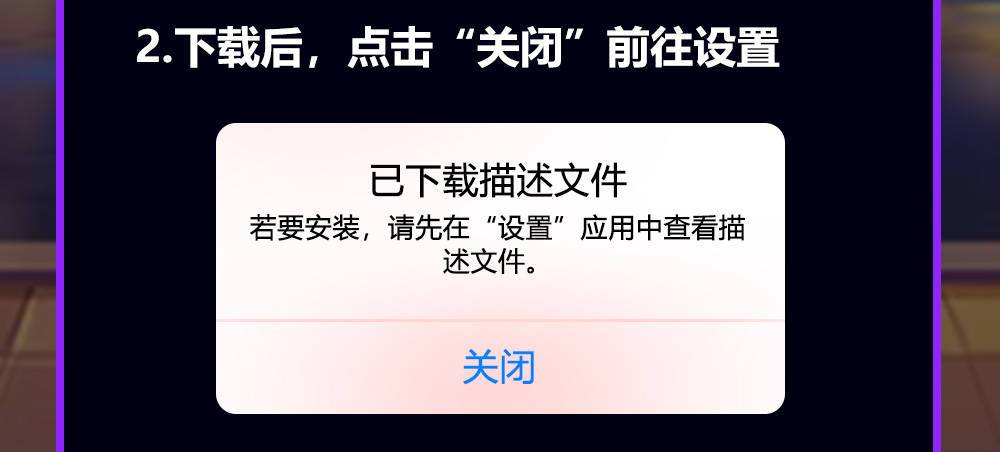 2.下载后，点击“关闭”前往设置
已下载描述文件
若要安装，请先在“设置”应用中查看描
述文件。
关闭